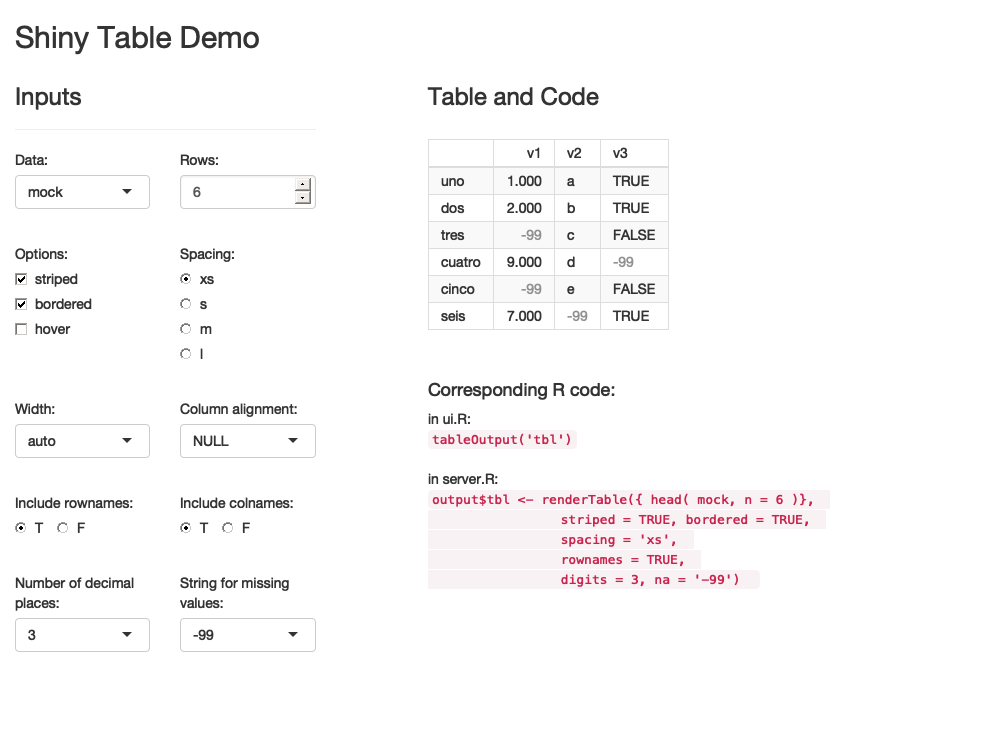 Shiny Table Demo
Inputs
Data:
Rows:
mock
6
Options:
Spacing:
striped
xs
bordered
s
hover
m
l
Width:
Column alignment:
auto
NULL
Include rownames:
Include colnames:
T F
T F
Number of decimal places:
String for missing values:
3
-99
Table and Code
v1 v2 v3
uno 1.000 a TRUE
dos 2.000 b TRUE
tres -99 c FALSE
cuatro 9.000 d -99
cinco -99 e FALSE
seis 7.000 -99 TRUE
Corresponding R code:
in ui.R:
tableOutput('tbl')
in server.R:
output$tbl <- renderTable({ head( mock, n = 6 )},
striped = TRUE, bordered = TRUE,
spacing = 'xs',
rownames = TRUE,
digits = 3, na = '-99')